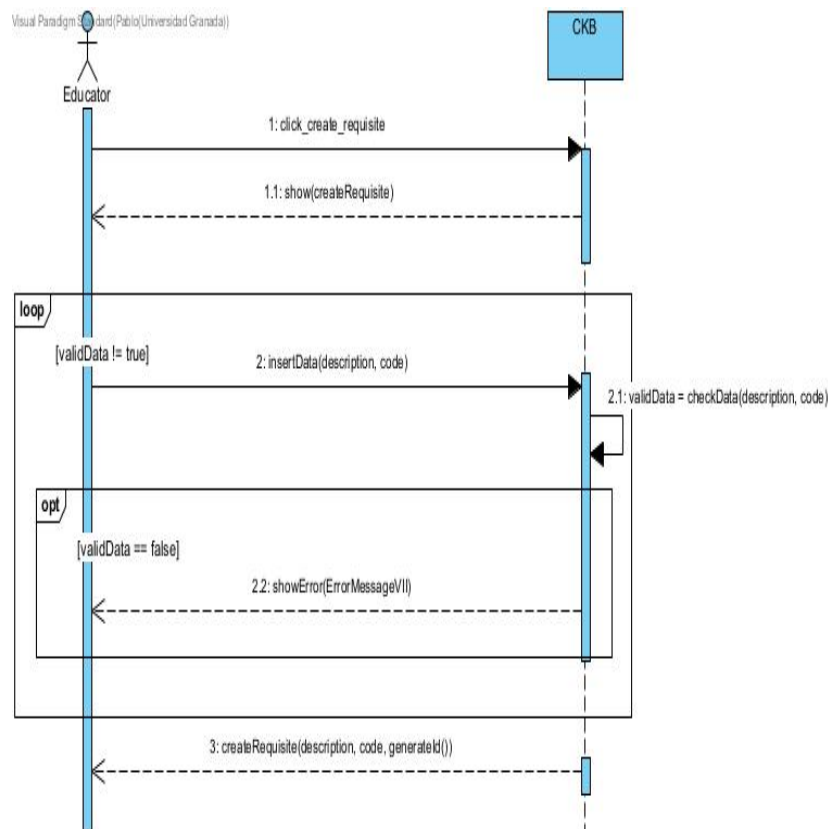 Visual Paradigm Standard(Pablo(Universidad Granada))
CKB
Educator
1: click_create_requisite
1.1: show(createRequisite)
loop
[validData != true]
2: insertData(description, code)
2.1: validData = checkData(description, code)
opt
[validData == false]
2.2: showError(ErrorMessageVII)
3: createRequisite(description, code, generateId())